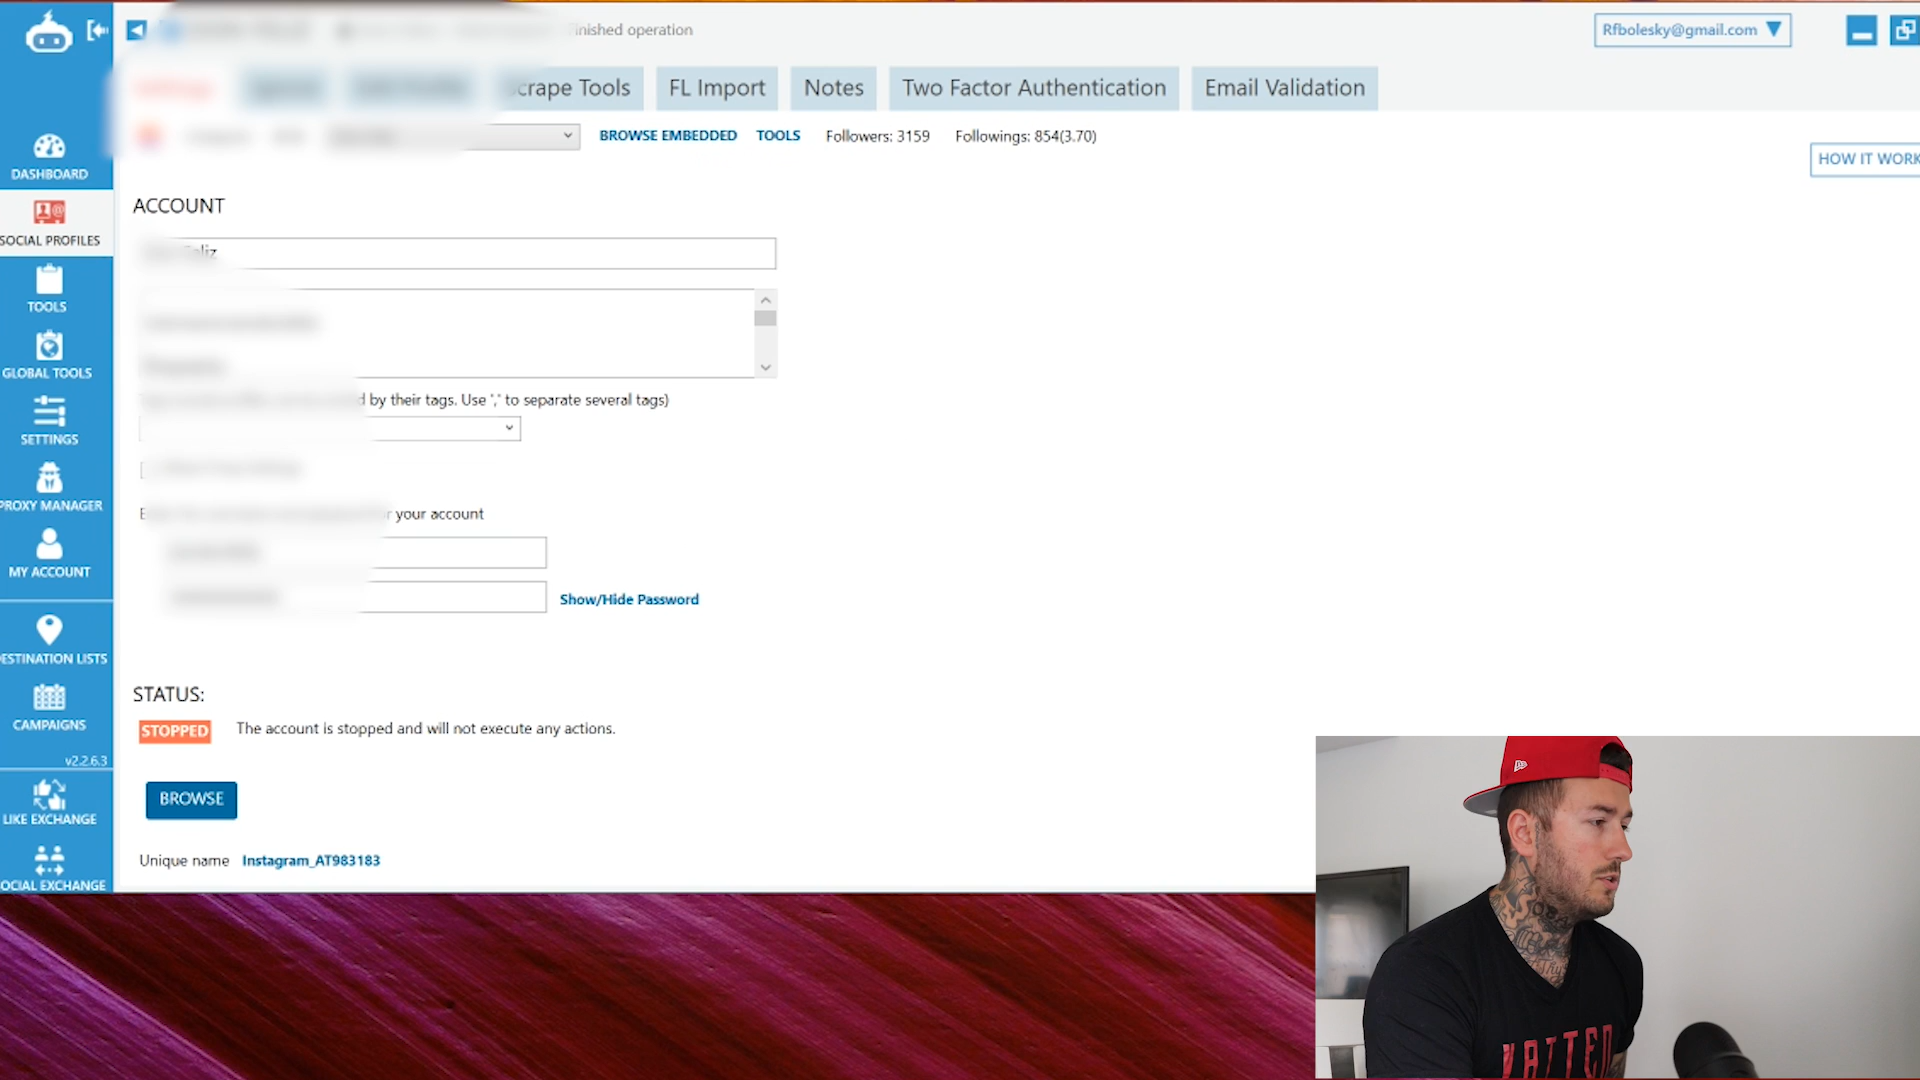 inished operation
Rfbolesky@gmail.com
crape Tools
FL Import
Notes
Two Factor Authentication
Email Validation
BROWSE EMBEDDED
TOOLS
Followers: 3159
Followings: 854(3.70)
HOW IT WORK
DASHBOARD
SOCIAL PROFILES
TOOLS
GLOBAL TOOLS
SETTINGS
PROXY MANAGER
MY ACCOUNT
ESTINATION LISTS
CAMPAIGNS
v2.2.6.3
LIKE EXCHANGE
OCIAL EXCHANGE
ACCOUNT
by their tags. Use ',' to separate several tags)
your account
Show/Hide Password
STATUS:
STOPPED
The account is stopped and will not execute any actions.
BROWSE
Unique name Instagram_AT983183